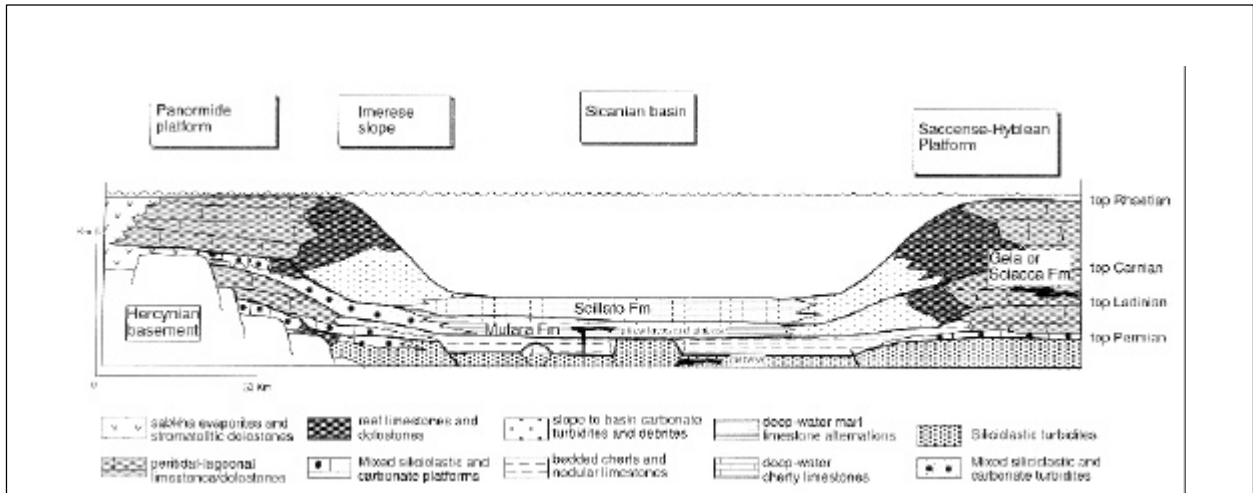 Panormide
platform
Imerese
slope
Sicanian basin
Saccense-Hyblean
Platform
top Rhaetian
Gela or
Sciacca Fm.
top Carnian
top Ladinian
top Permian
Scillato Fm
Mufara Fm
Hercynian
basement
0
Km
sabkha evaporites and
stromatolitic dolostones
reef limestones and
dolostones
slope to basin carbonate
turbidites and debrites
deep-water marl
limestone alternations
Siliciclastic turbidites
peritidal-lagoonal
limestones/dolostones
Mixed siliciclastic and
carbonate platforms
bedded cherts and
nodular limestones
deep-water
cherty limestones
Mixed siliciclastic and
carbonate turbidites